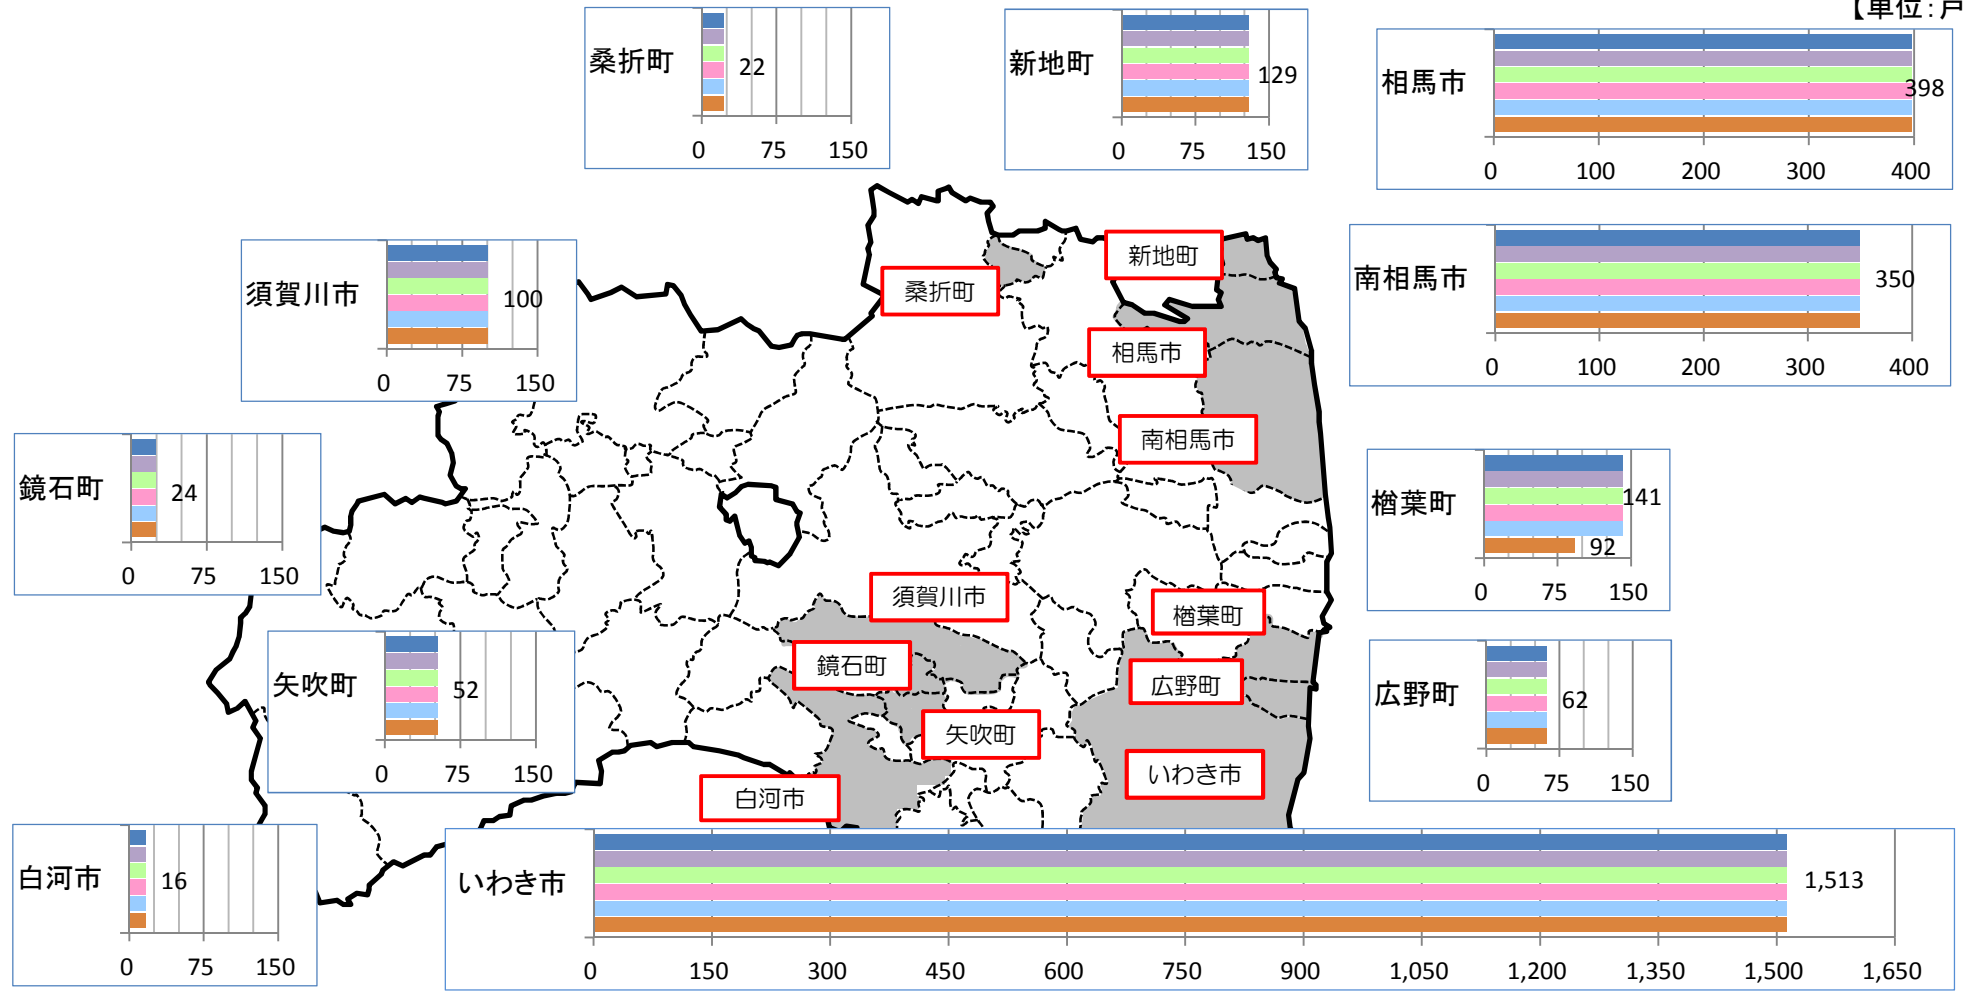 【単位:戸
桑折町
22
0 75 150
新地町
129
0 75 150
相馬市
398
0 100 200 300 400
須賀川市
100
0 75 150
南相馬市
350
0 100 200 300 400
鏡石町
24
0 75 150
楢葉町
141
92
0 75 150
矢吹町
52
0 75 150
広野町
62
0 75 150
白河市
16
0 75 150
いわき市
1,513
0 150 300 450 600 750 900 1,050 1,200 1,350 1,500 1,650
新地町
桑折町
相馬市
南相馬市
須賀川市
楢葉町
鏡石町
広野町
矢吹町
いわき市
白河市